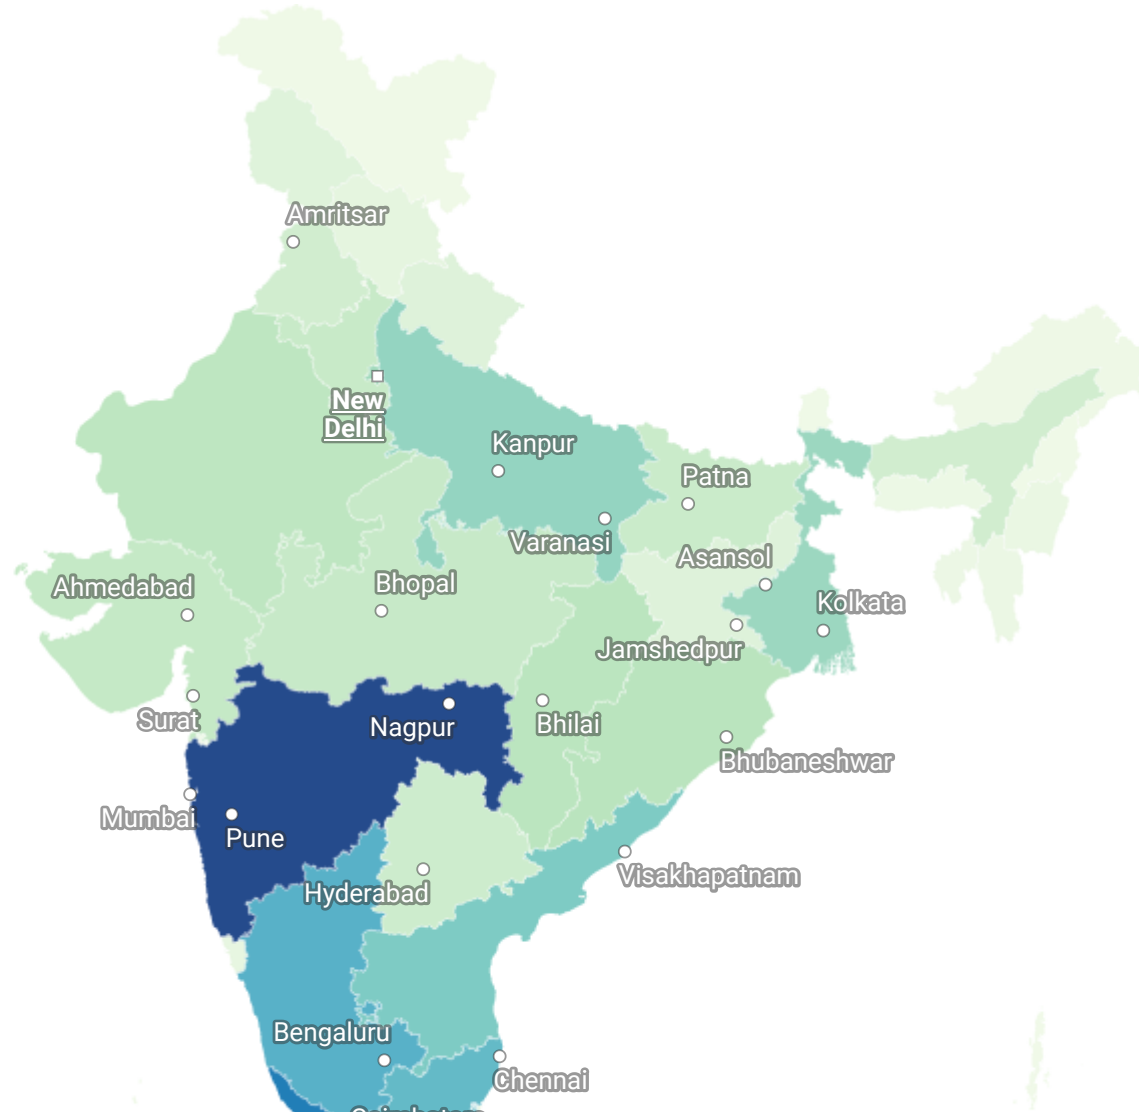 Amritsar
New
Delhi
Kanpur
Patna
Varanasi
Asansol
Ahmedabad
Bhopal
Kolkata
Jamshedpur
Surat
Nagpur
Bhilai
Bhubaneshwar
Mumbai
Pune
Hyderabad
Visakhapatnam
Bengaluru
Chennai
Coimbatore